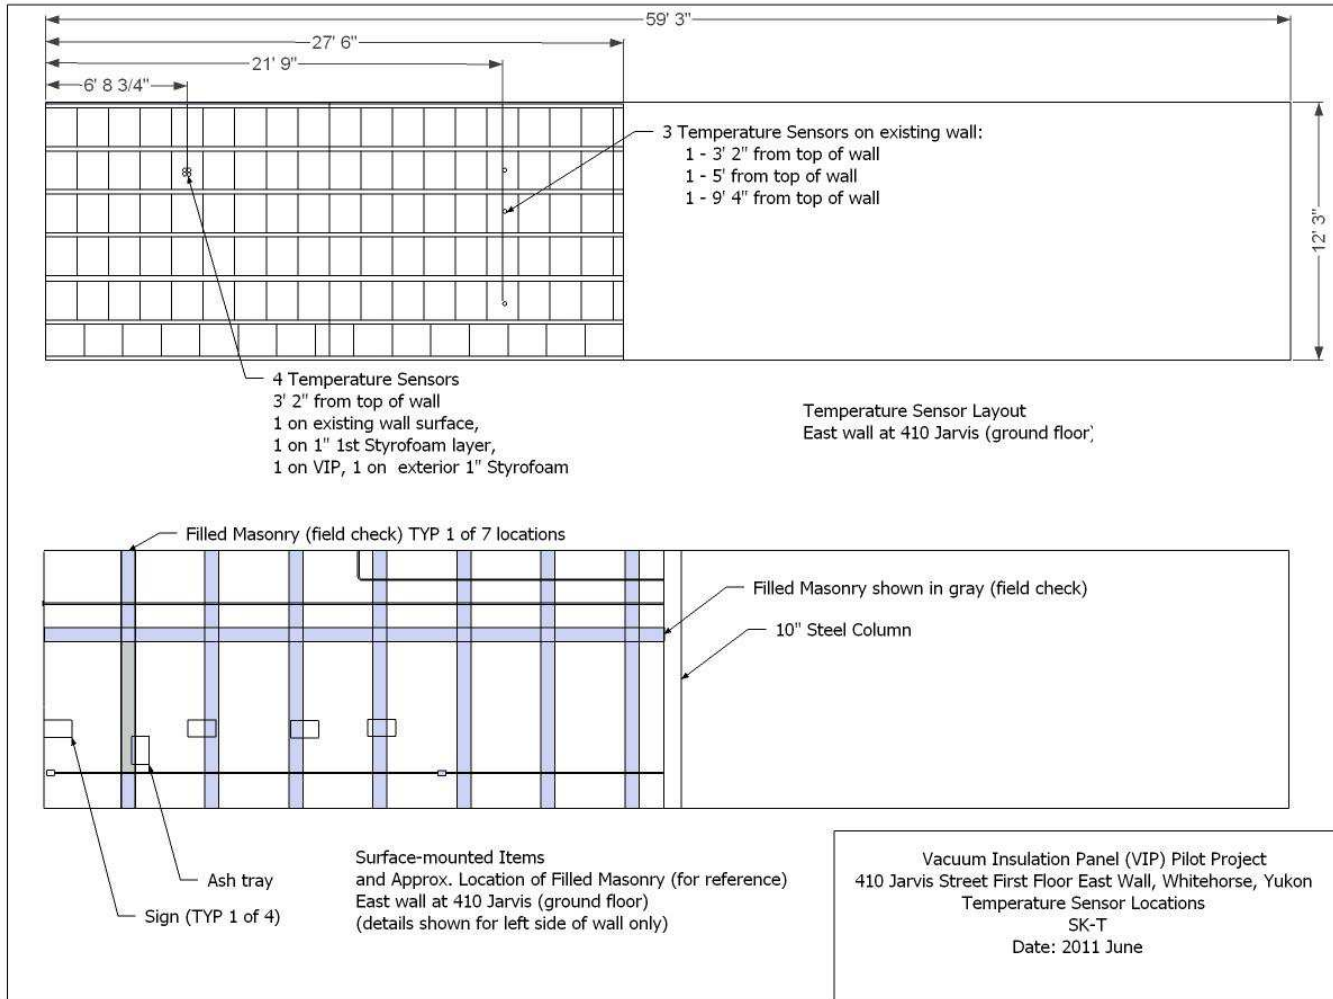 59' 3"
27' 6"
21' 9"
6' 8 3/4"
3 Temperature Sensors on existing wall:
1 - 3' 2" from top of wall
1 - 5' from top of wall
1 - 9' 4" from top of wall
12' 3"
4 Temperature Sensors
3' 2" from top of wall
1 on existing wall surface,
1 on 1" 1st Styrofoam layer,
1 on VIP, 1 on exterior 1" Styrofoam
Temperature Sensor Layout
East wall at 410 Jarvis (ground floor)
Filled Masonry (field check) TYP 1 of 7 locations
Filled Masonry shown in gray (field check)
10" Steel Column
Ash tray
Sign (TYP 1 of 4)
Surface-mounted Items
and Approx. Location of Filled Masonry (for reference)
East wall at 410 Jarvis (ground floor)
(details shown for left side of wall only)
Vacuum Insulation Panel (VIP) Pilot Project
410 Jarvis Street First Floor East Wall, Whitehorse, Yukon
Temperature Sensor Locations
SK-T
Date: 2011 June